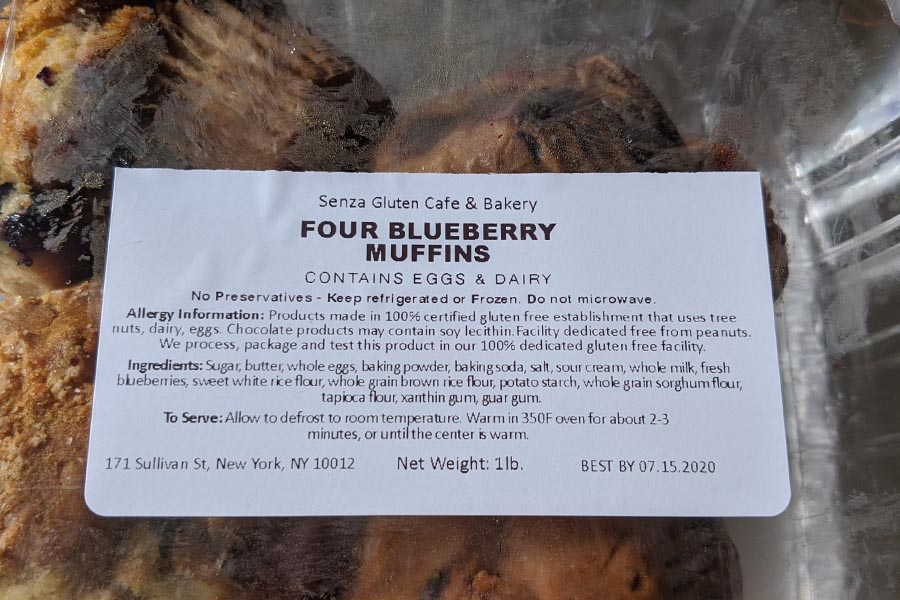 Senza Gluten Cafe & Bakery
FOUR BLUEBERRY
MUFFINS
CONTAINS EGGS & DAIRY
No Preservatives - Keep refrigerated or Frozen. Do not microwave.
Allergy Information: Products made in 100% certified gluten free establishment that uses tree
nuts, dairy, eggs. Chocolate products may contain soy lecithin. Facility dedicated free from peanuts.
We process, package and test this product in our 100% dedicated gluten free facility.
Ingredients: Sugar, butter, whole eggs, baking powder, baking soda, salt, sour cream, whole milk, fresh
blueberries, sweet white rice flour, whole grain brown rice flour, potato starch, whole grain sorghum flour,
tapioca flour, xanthin gum, guar gum.
To Serve: Allow to defrost to room temperature. Warm in 350F oven for about 2-3
minutes, or until the center is warm.
171 Sullivan St, New York, NY 10012 Net Weight: 1lb. BEST BY 07.15.2020